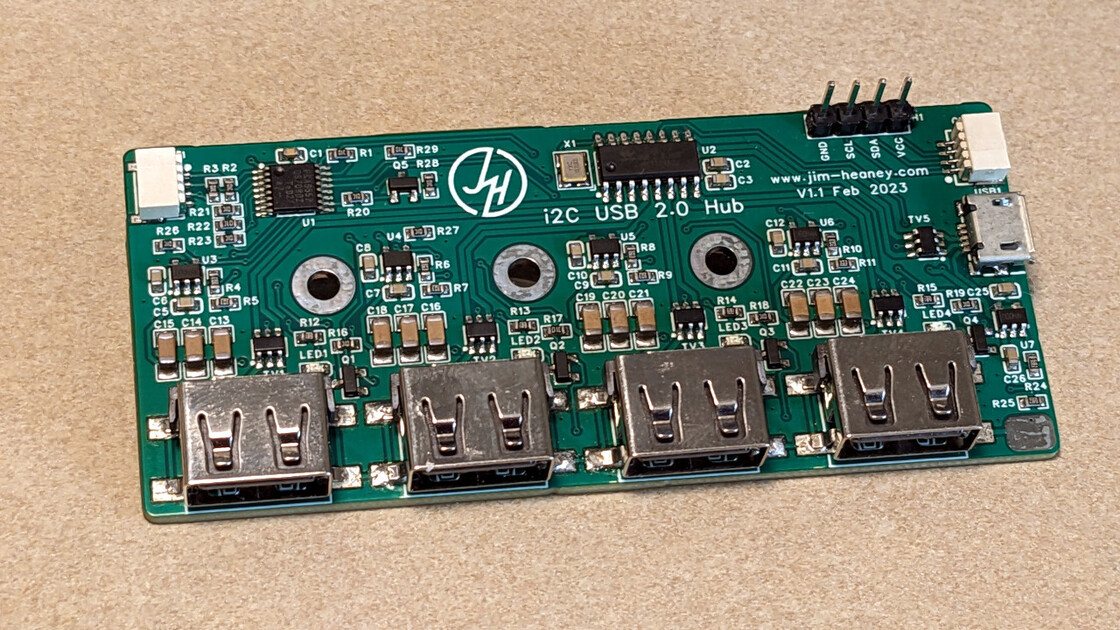 GND
SCL
SDA
VCC
H1
X1
U2
C2
C3
www.jim-heaney.com
V1.1 Feb 2023
USB1
C1
R1
R29
Q5
R28
R3 R2
JH
i2C USB 2.0 Hub
U1
R20
R21
R22
R23
R26
U3
R4
R5
C6
C5
C15 C14 C13
R12
R16
LED1
Q1
C8
U4
R27
R6
R7
C7
C18 C17 C16
R13
R17
LED2
Q2
TV2
U5
R8
R9
C10
C9
C19 C20 C21
R14
R18
LED3
Q3
TV3
C12
U6
R10
R11
C11
C22 C23 C24
TV5
R15
R19
C25
LED4
Q4
U7
C26
R24
R25